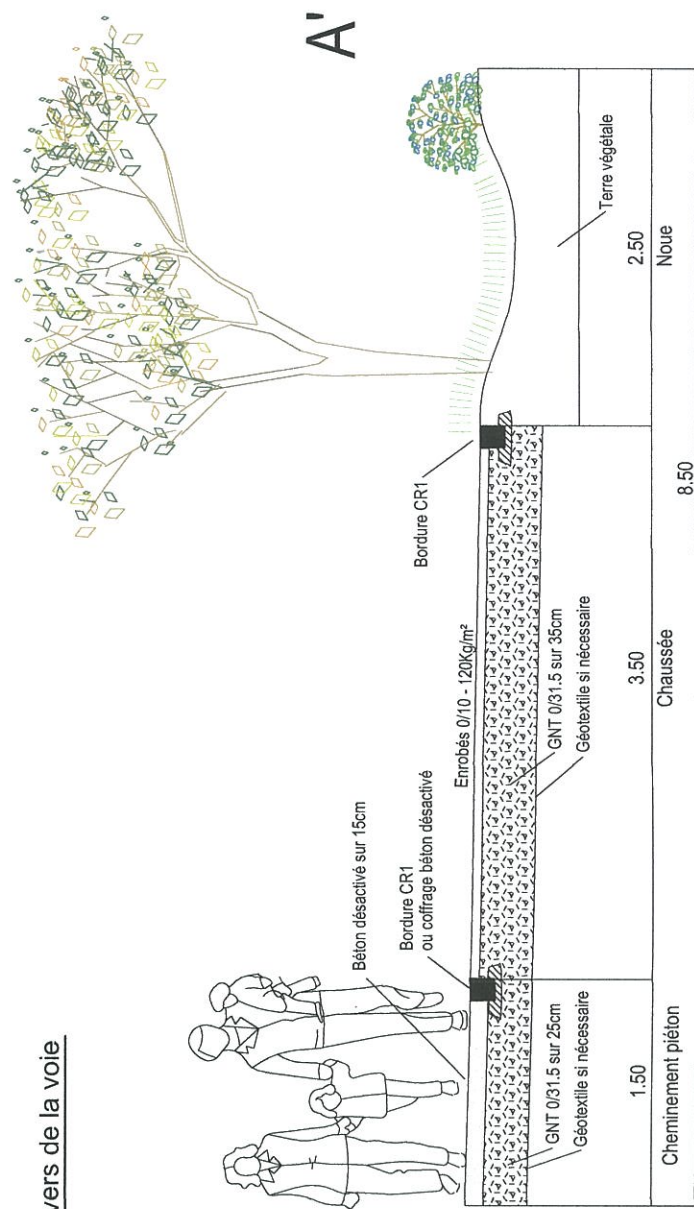 vers de la voie
A'
Béton désactivé sur 15cm
Bordure CR1
ou coffrage béton désactivé
Enrobés 0/10 - 120Kg/m²
Bordure CR1
GNT 0/31.5 sur 25cm
Géotextile si nécessaire
GNT 0/31.5 sur 35cm
Géotextile si nécessaire
Terre végétale
1.50
Cheminement piéton
3.50
Chaussée
2.50
Noue
8.50